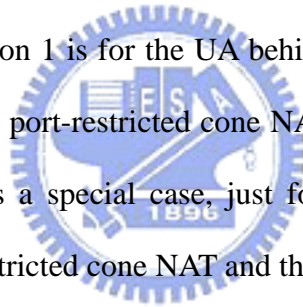 on 1 is for the UA behi
port-restricted cone NA
E S
s a special case, just fo
1896
stricted cone NAT and th